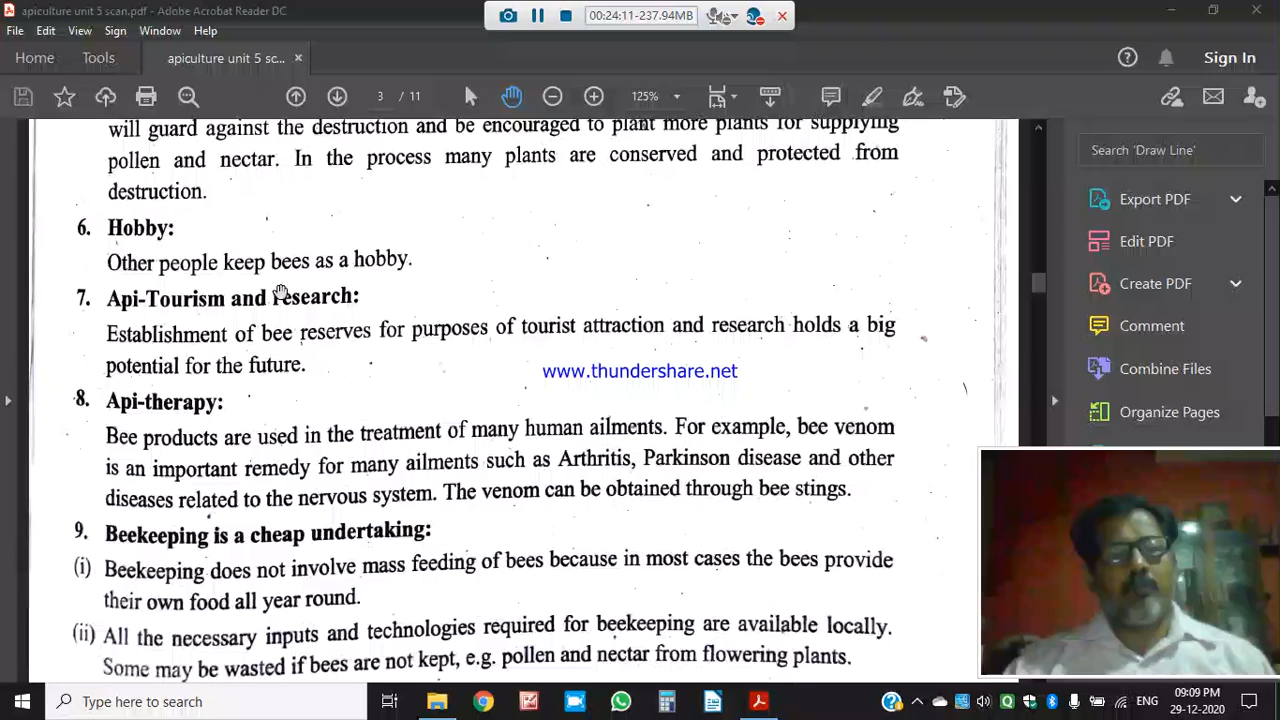 apiculture unit 5 scan.pdf - Adobe Acrobat Reader DC
00:24:11-237.94MB
File Edit View Sign Window Help
Home Tools apiculture unit 5 sc... × Sign In
3 / 11 125%
will guard against the destruction and be encouraged to plant more plants for supplying
pollen and nectar. In the process many plants are conserved and protected from
destruction.
6. Hobby:
Other people keep bees as a hobby.
7. Api-Tourism and research:
Establishment of bee reserves for purposes of tourist attraction and research holds a big
potential for the future.
www.thundershare.net
8. Api-therapy:
Bee products are used in the treatment of many human ailments. For example, bee venom
is an important remedy for many ailments such as Arthritis, Parkinson disease and other
diseases related to the nervous system. The venom can be obtained through bee stings.
9. Beekeeping is a cheap undertaking:
(i) Beekeeping does not involve mass feeding of bees because in most cases the bees provide
their own food all year round.
(ii) All the necessary inputs and technologies required for beekeeping are available locally.
Some may be wasted if bees are not kept, e.g. pollen and nectar from flowering plants.
Search 'Draw Line'
Export PDF
Edit PDF
Create PDF
Comment
Combine Files
Organize Pages
Type here to search
ENG
09:09 PM
29-12-2020